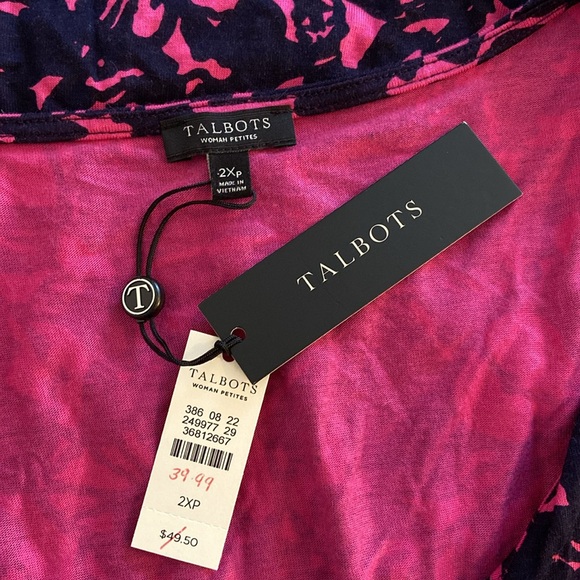 TALBOTS
WOMAN PETITES
2XP
MADE IN
VIETNAM
TALBOTS
T
TALBOTS
WOMAN PETITES
386 08 22
249977 29
36812667
39.99
2XP
$49.50